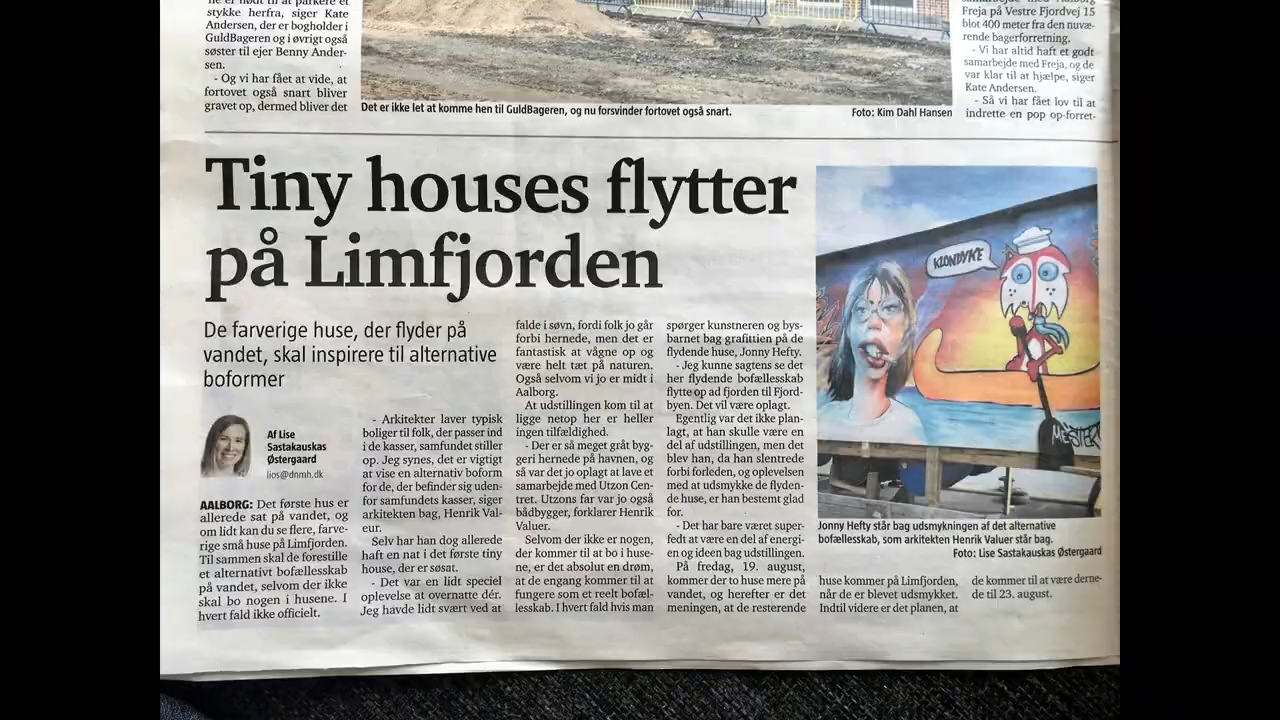 ne er nødt til at parkere et
stykke herfra, siger Kate
Andersen, der er bogholder i
GuldBageren og i øvrigt også
søster til ejer Benny Ander-
sen.
- Og vi har fået at vide, at
fortovet også snart bliver
gravet op, dermed bliver det
Det er ikke let at komme hen til GuldBageren, og nu forsvinder fortovet også snart.
Foto: Kim Dahl Hansen
Freja på Vestre Fjordvej 15
blot 400 meter fra den nuvæ-
rende bagerforretning.
- Vi har altid haft et godt
samarbejde med Freja, og de
var klar til at hjælpe, siger
Kate Andersen.
- Så vi har fået lov til at
indrette en pop op-forret-
Tiny houses flytter
på Limfjorden
De farverige huse, der flyder på
vandet, skal inspirere til alternative
boformer
Af Lise
Sastakauskas
Østergaard
lios@dnmh.dk
AALBORG: Det første hus er
allerede sat på vandet, og
om lidt kan du se flere, farve-
rige små huse på Limfjorden.
Til sammen skal de forestille
et alternativt bofællesskab
på vandet, selvom der ikke
skal bo nogen i husene. I
hvert fald ikke officielt.
- Arkitekter laver typisk
boliger til folk, der passer ind
i de kasser, samfundet stiller
op. Jeg synes, det er vigtigt
at vise en alternativ boform
for de, der befinder sig uden-
for samfundets kasser, siger
arkitekten bag, Henrik Val-
eur.
Selv har han dog allerede
haft en nat i det første tiny
house, der er søsat.
- Det var en lidt speciel
oplevelse at overnatte dér.
Jeg havde lidt svært ved at
falde i søvn, fordi folk jo går
forbi hernede, men det er
fantastisk at vågne op og
være helt tæt på naturen.
Også selvom vi jo er midt i
Aalborg.
At udstillingen kom til at
ligge netop her er heller
ingen tilfældighed.
- Der er så meget gråt byg-
geri hernede på havnen, og
så var det jo oplagt at lave et
samarbejde med Utzon Cen-
tret. Utzons far var jo også
bådbygger, forklarer Henrik
Valuer.
Selvom der ikke er nogen,
der kommer til at bo i huse-
ne, er det absolut en drøm,
at de engang kommer til at
fungere som et reelt bofæl-
lesskab. I hvert fald hvis man
spørger kunstneren og bys-
barnet bag grafittien på de
flydende huse, Jonny Hefty.
- Jeg kunne sagtens se det
her flydende bofællesskab
flytte op ad fjorden til Fjord-
byen. Det vil være oplagt.
Egentlig var det ikke plan-
lagt, at han skulle være en
del af udstillingen, men det
blev han, da han slentrede
forbi forleden, og oplevelsen
med at udsmykke de flyden-
de huse, er han bestemt glad
for.
- Det har bare været super-
fedt at være en del af energi-
en og ideen bag udstillingen.
På fredag, 19. august,
kommer der to huse mere på
vandet, og herefter er det
meningen, at de resterende
KLONDYKE
MESTER
Jonny Hefty står bag udsmykningen af det alternative
bofællesskab, som arkitekten Henrik Valuer står bag.
Foto: Lise Sastakauskas Østergaard
huse kommer på Limfjorden,
når de er blevet udsmykket.
Indtil videre er det planen, at
de kommer til at være derne-
de til 23. august.